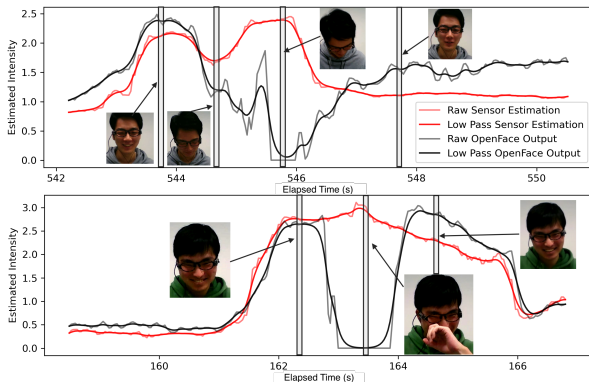 2.5
2.0
1.5
1.0
0.5
0.0
Estimated Intensity
Raw Sensor Estimation
Low Pass Sensor Estimation
Raw OpenFace Output
Low Pass OpenFace Output
542 544 546 548 550
Elapsed Time (s)
3.0
2.5
2.0
1.5
1.0
0.5
0.0
Estimated Intensity
160 162 164 166
Elapsed Time (s)